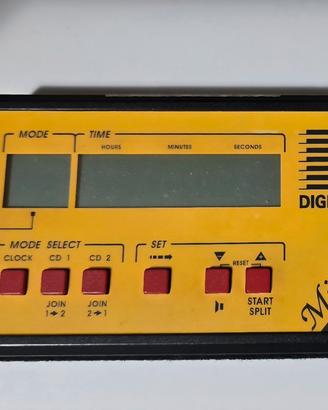 MODE TIME
HOURS MINUTES SECONDS
DIGI
MODE SELECT SET
CLOCK CD 1 CD 2
RESET
JOIN JOIN START
1➔2 2➔1 SPLIT